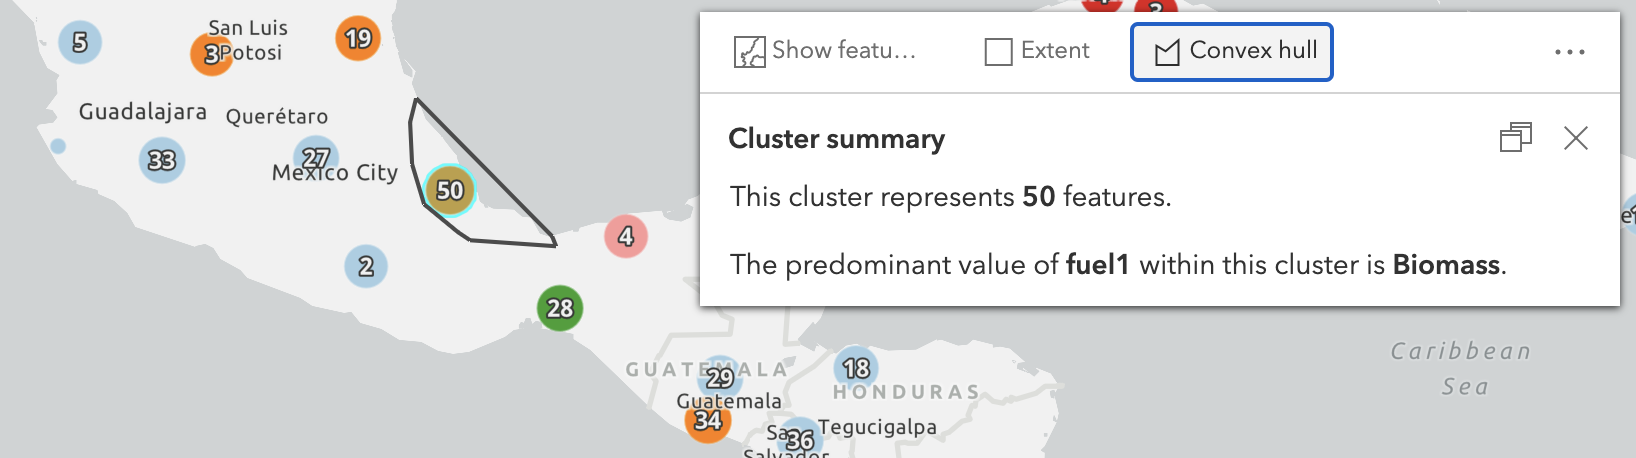 Show featu…
Extent
Convex hull
Cluster summary
This cluster represents 50 features.
The predominant value of fuel1 within this cluster is Biomass.
5
San Luis
Potosi
3
19
Guadalajara
Querétaro
33
27
Mexico City
50
4
2
28
GUATEMALA
29
Guatemala
34
18
HONDURAS
Tegucigalpa
36
Salvador
Caribbean
Sea
3